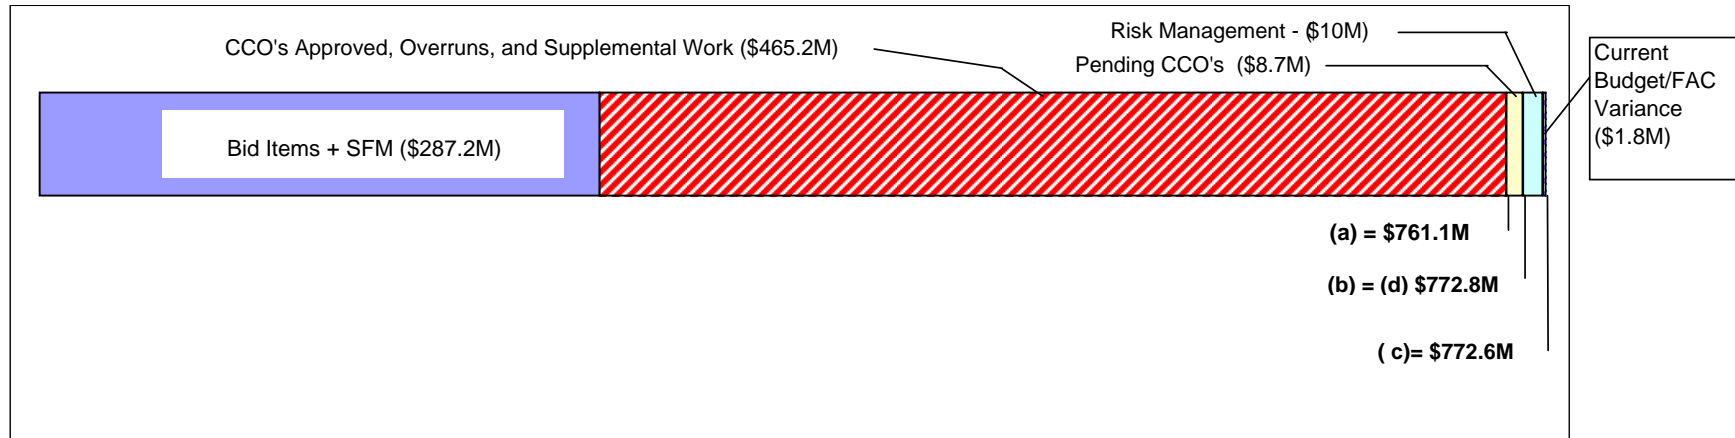 Risk Management - ($10M)
CCO's Approved, Overruns, and Supplemental Work ($465.2M)
Pending CCO's ($8.7M)
Current
Budget/FAC
Variance
($1.8M)
Bid Items + SFM ($287.2M)
(a) = $761.1M
(b) = (d) $772.8M
( c)= $772.6M